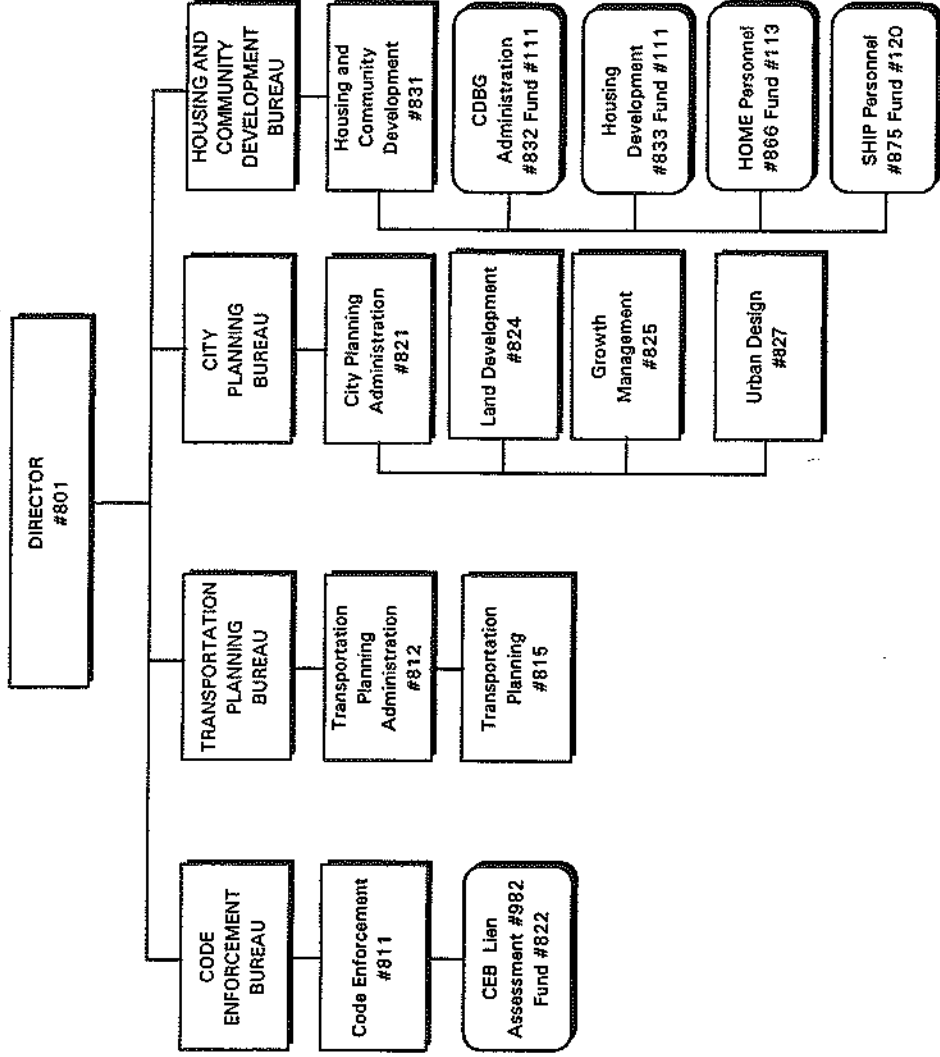 DIRECTOR
#801
CODE
ENFORCEMENT
BUREAU
Code Enforcement
#811
CEB Lien
Assessment #982
Fund #822
TRANSPORTATION
PLANNING
BUREAU
Transportation
Planning
Administration
#812
Transportation
Planning
#815
CITY
PLANNING
BUREAU
City Planning
Administration
#821
Land Development
#824
Growth
Management
#825
Urban Design
#827
HOUSING AND
COMMUNITY
DEVELOPMENT
BUREAU
Housing and
Community
Development
#831
CDBG
Administration
#832 Fund #111
Housing
Development
#833 Fund #111
HOME Personnel
#866 Fund #113
SHIP Personnel
#875 Fund #120